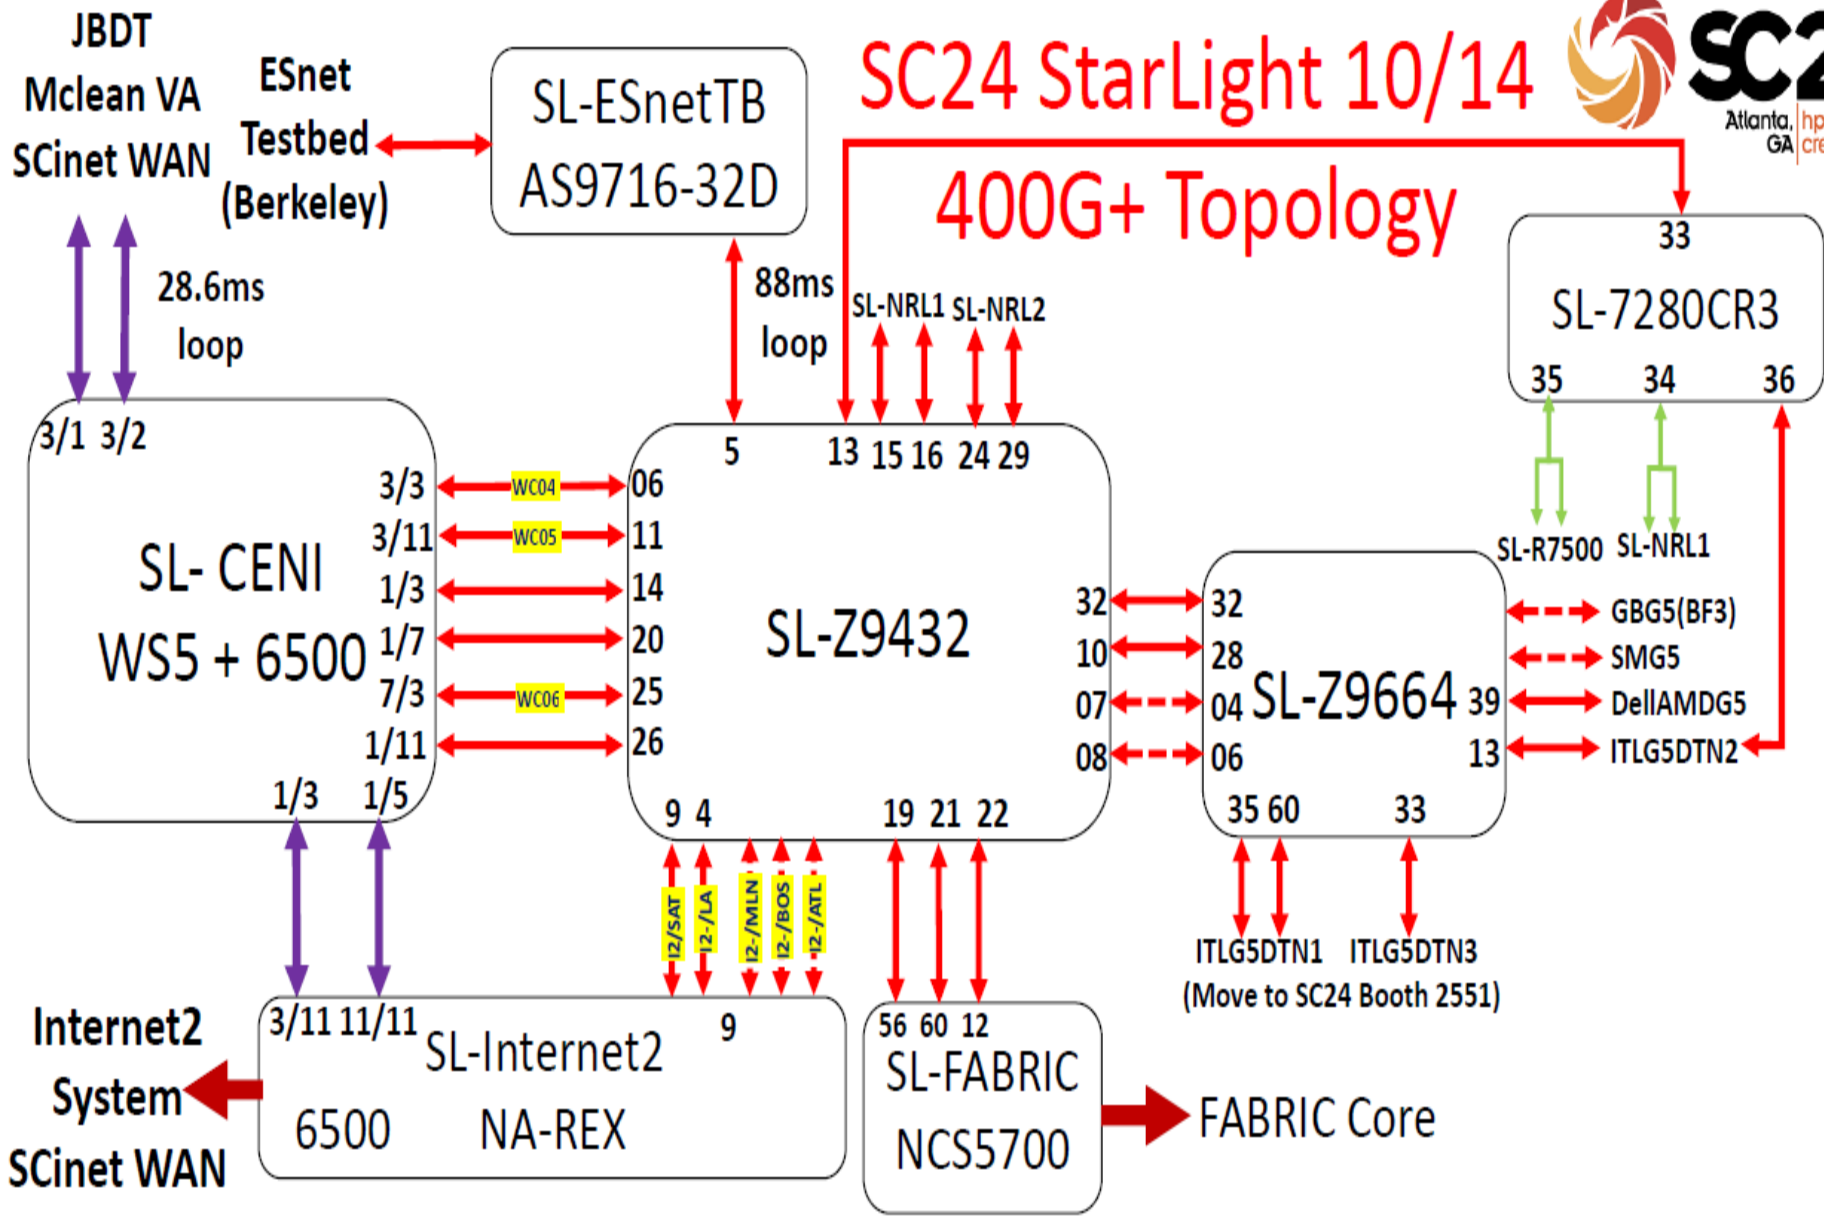 JBDT
Mclean VA
SCinet WAN
ESnet
Testbed
(Berkeley)
SL-ESnetTB
AS9716-32D
SC24 StarLight 10/14
400G+ Topology
Atlanta,
GA
28.6ms
loop
88ms
loop
SL-NRL1 SL-NRL2
33
SL-7280CR3
35 34 36
3/1 3/2
3/3
3/11
1/3
1/7
7/3
1/11
SL- CENI
WS5 + 6500
1/3 1/5
WC04
WC05
WC06
5 13 15 16 24 29
06
11
14
20
25
26
SL-Z9432
32
10
07
08
9 4 19 21 22
32
28
04
06
SL-Z9664
39
13
35 60 33
SL-R7500 SL-NRL1
GBG5(BF3)
SMG5
DellAMDG5
ITLG5DTN2
ITLG5DTN1 ITLG5DTN3
(Move to SC24 Booth 2551)
I2/SAT
I2-/LA
I2-/MLN
I2-/BOS
I2-/ATL
Internet2
System
SCinet WAN
3/11 11/11 9
SL-Internet2
6500 NA-REX
56 60 12
SL-FABRIC
NCS5700
FABRIC Core